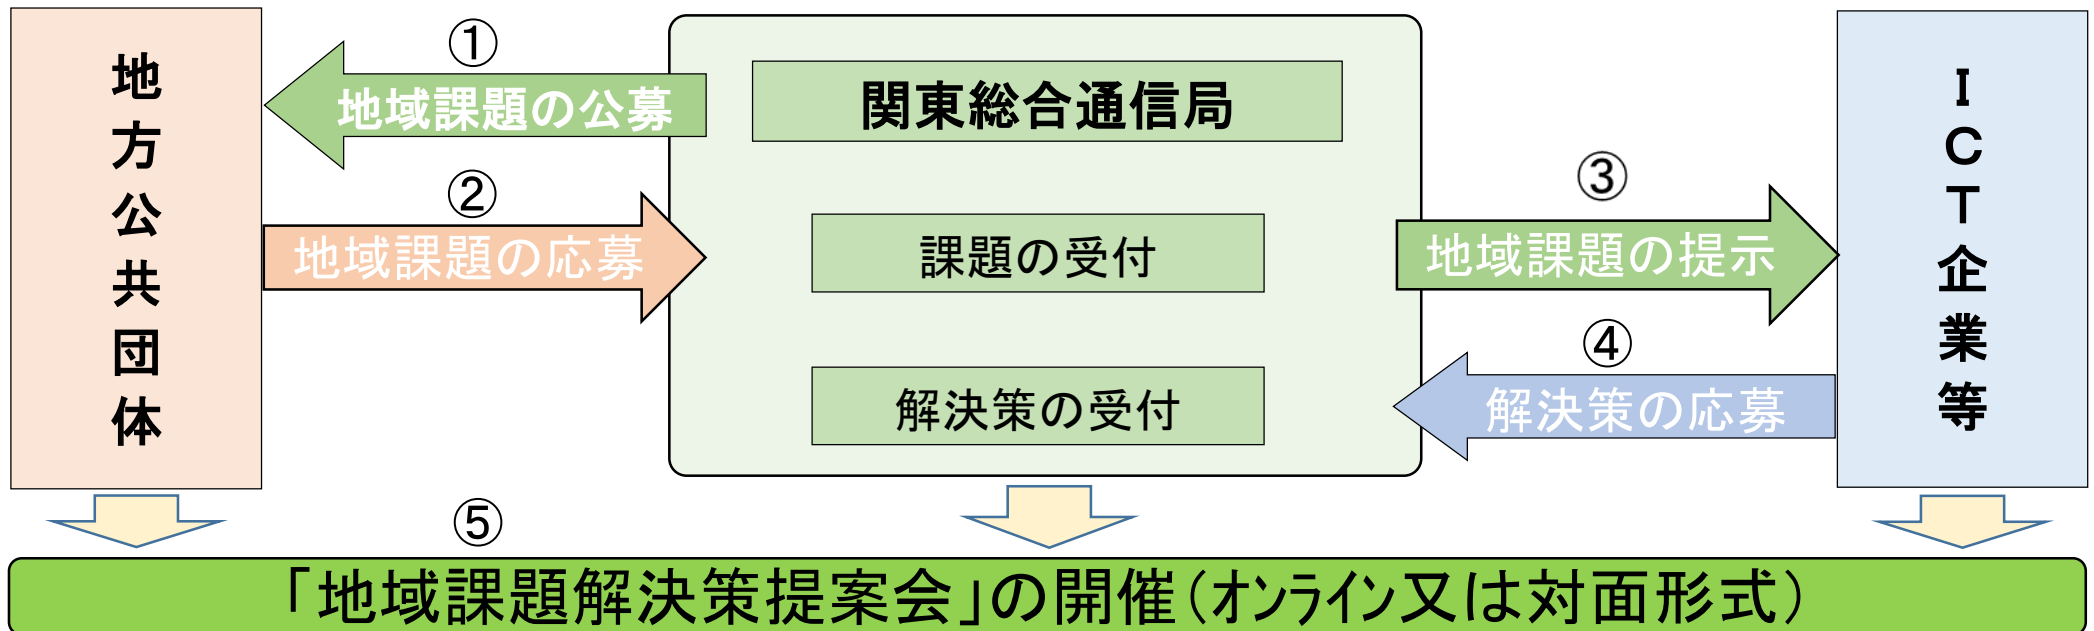 地方公共団体
①
地域課題の公募
②
地域課題の応募
関東総合通信局
課題の受付
解決策の受付
③
地域課題の提示
④
解決策の応募
ICT企業等
⑤
「地域課題解決策提案会」の開催（オンライン又は対面形式）